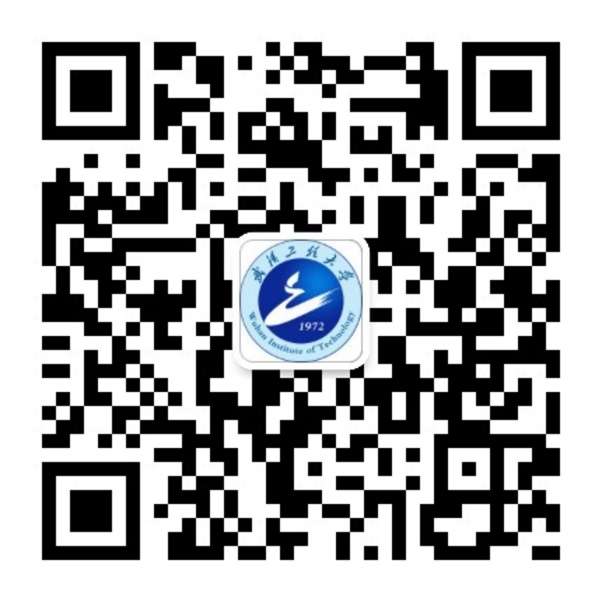 武汉工程大学
1972
Wuhan Institute of Technology